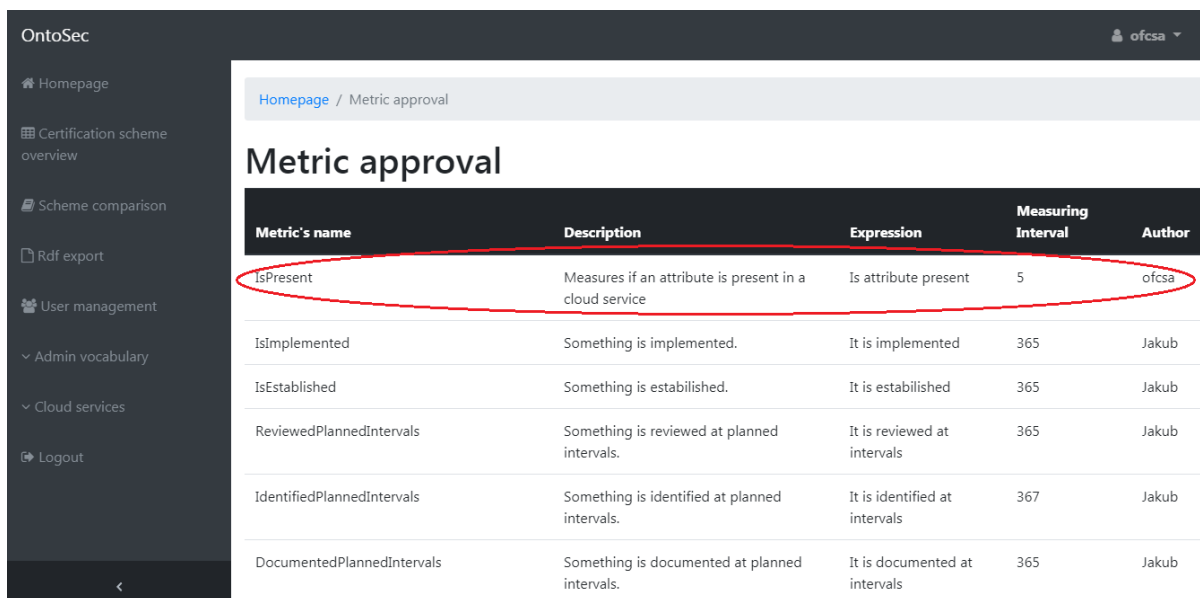 OntoSec
ofcsa
Homepage
Certification scheme
overview
Scheme comparison
Rdf export
User management
Admin vocabulary
Cloud services
Logout
Homepage / Metric approval
Metric approval
Metric's name Description Expression Measuring Interval Author
IsPresent Measures if an attribute is present in a Is attribute present 5 ofcsa
cloud service
IsImplemented Something is implemented. It is implemented 365 Jakub
IsEstablished Something is estabilished. It is estabilished 365 Jakub
ReviewedPlannedIntervals Something is reviewed at planned It is reviewed at 365 Jakub
intervals. intervals
IdentifiedPlannedIntervals Something is identified at planned It is identified at 367 Jakub
intervals. intervals
DocumentedPlannedIntervals Something is documented at planned It is documented at 365 Jakub
intervals. intervals